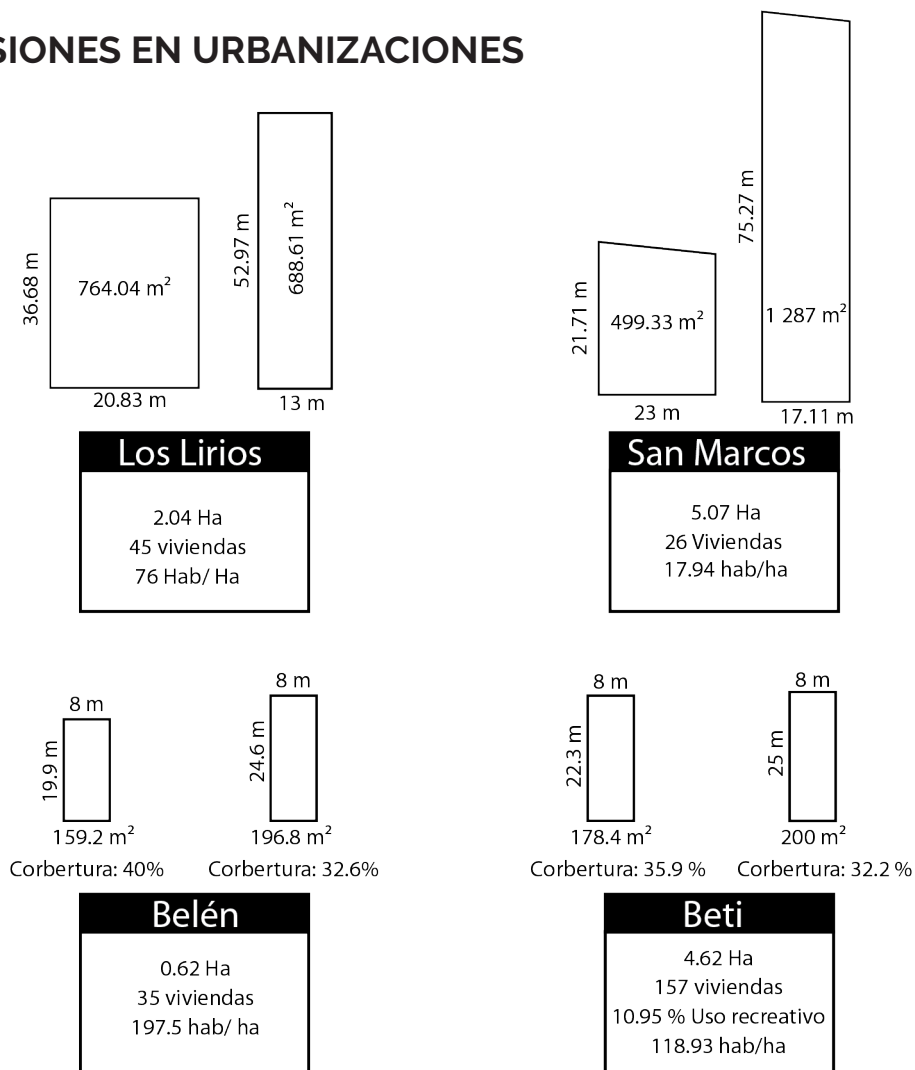 SIONES EN URBANIZACIONES
36.68 m
764.04 m²
20.83 m
52.97 m
688.61 m²
13 m
21.71 m
499.33 m²
23 m
75.27 m
1 287 m²
17.11 m
Los Lirios
2.04 Ha
45 viviendas
76 Hab/ Ha
San Marcos
5.07 Ha
26 Viviendas
17.94 hab/ha
8 m
19.9 m
159.2 m²
Corbertura: 40%
8 m
24.6 m
196.8 m²
Corbertura: 32.6%
8 m
22.3 m
178.4 m²
Corbertura: 35.9 %
8 m
25 m
200 m²
Corbertura: 32.2 %
Belén
0.62 Ha
35 viviendas
197.5 hab/ ha
Beti
4.62 Ha
157 viviendas
10.95 % Uso recreativo
118.93 hab/ha